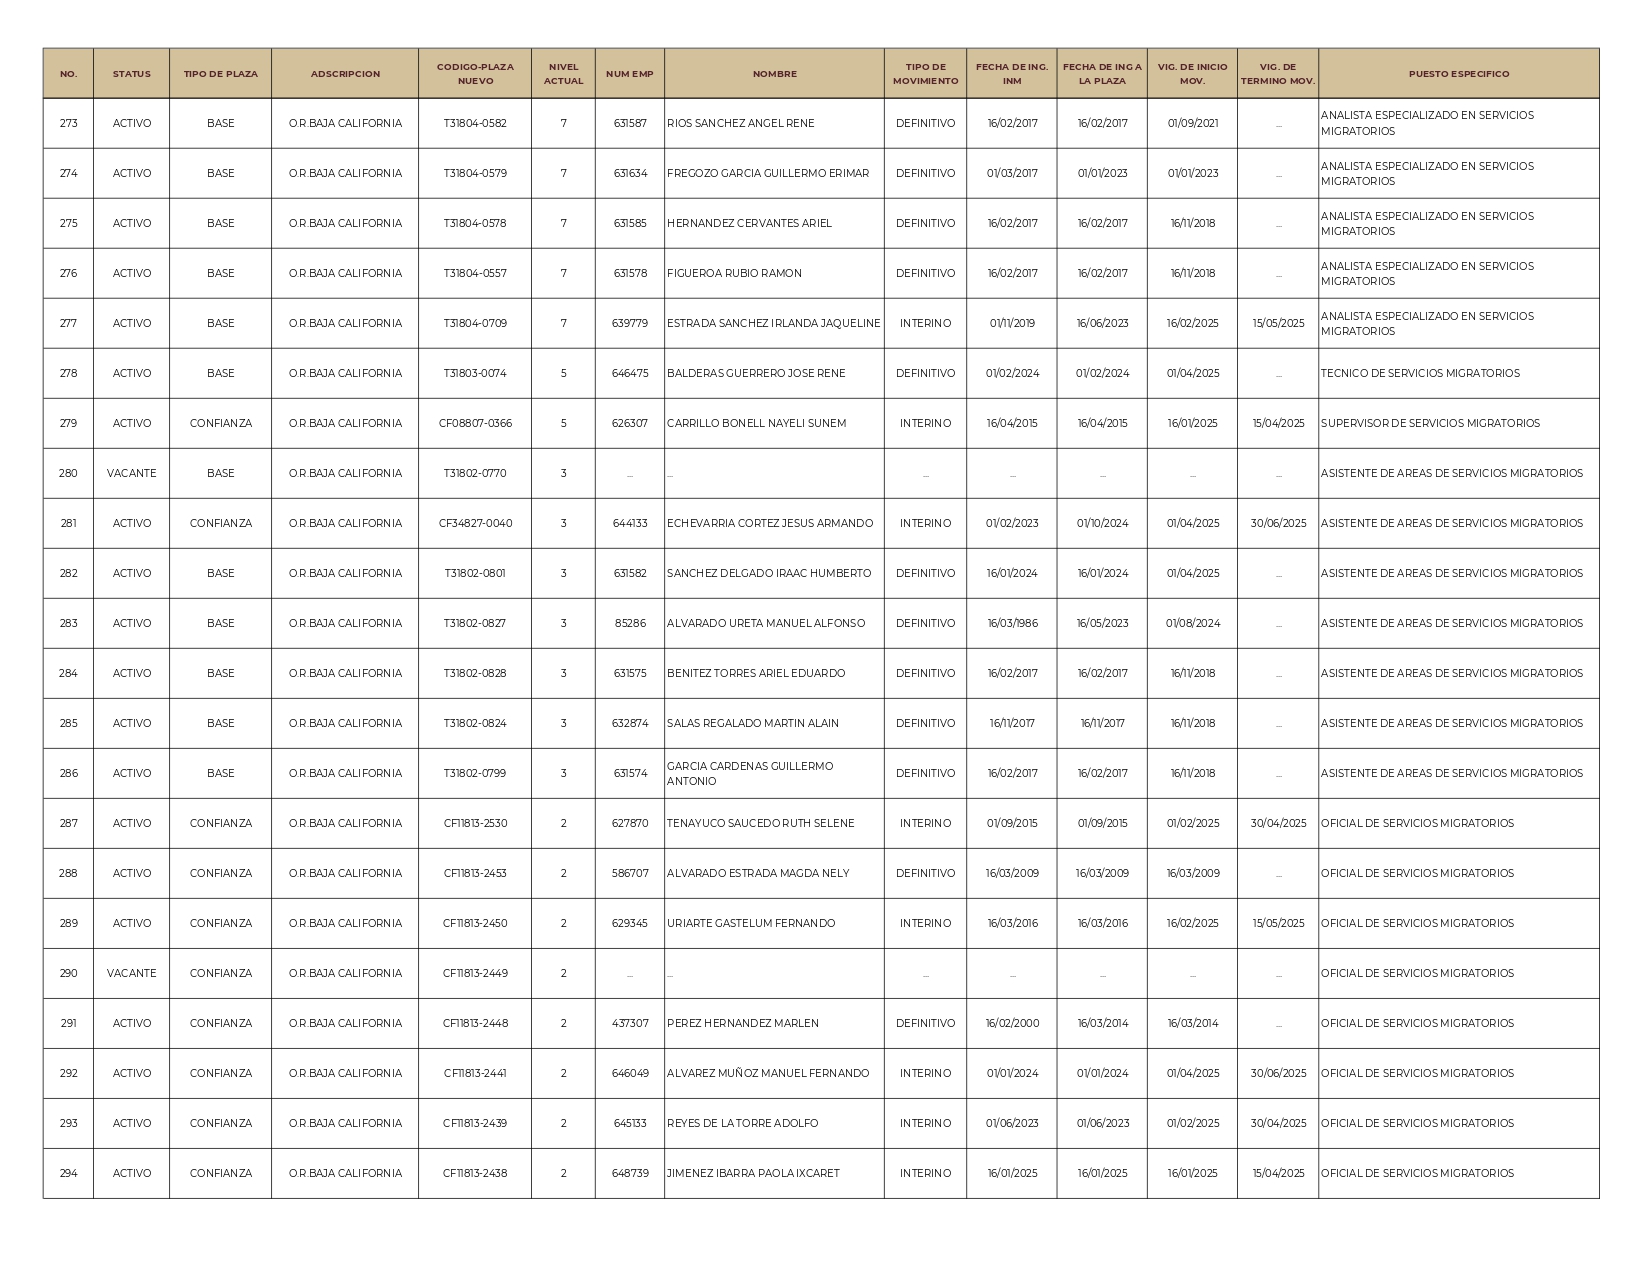 NO. STATUS TIPO DE PLAZA ADSCRIPCION CODIGO-PLAZA NUEVO NIVEL ACTUAL NUM EMP NOMBRE TIPO DE MOVIMIENTO FECHA DE ING. INM FECHA DE ING A LA PLAZA VIG. DE INICIO MOV. VIG. DE TERMINO MOV. PUESTO ESPECIFICO
273 ACTIVO BASE O.R.BAJA CALIFORNIA T31804-0582 7 631587 RIOS SANCHEZ ANGEL RENE DEFINITIVO 16/02/2017 16/02/2017 01/09/2021 ... ANALISTA ESPECIALIZADO EN SERVICIOS MIGRATORIOS
274 ACTIVO BASE O.R.BAJA CALIFORNIA T31804-0579 7 631634 FREGOZO GARCIA GUILLERMO ERIMAR DEFINITIVO 01/03/2017 01/01/2023 01/01/2023 ... ANALISTA ESPECIALIZADO EN SERVICIOS MIGRATORIOS
275 ACTIVO BASE O.R.BAJA CALIFORNIA T31804-0578 7 631585 HERNANDEZ CERVANTES ARIEL DEFINITIVO 16/02/2017 16/02/2017 16/11/2018 ... ANALISTA ESPECIALIZADO EN SERVICIOS MIGRATORIOS
276 ACTIVO BASE O.R.BAJA CALIFORNIA T31804-0557 7 631578 FIGUEROA RUBIO RAMON DEFINITIVO 16/02/2017 16/02/2017 16/11/2018 ... ANALISTA ESPECIALIZADO EN SERVICIOS MIGRATORIOS
277 ACTIVO BASE O.R.BAJA CALIFORNIA T31804-0709 7 639779 ESTRADA SANCHEZ IRLANDA JAQUELINE INTERINO 01/11/2019 16/06/2023 16/02/2025 15/05/2025 ANALISTA ESPECIALIZADO EN SERVICIOS MIGRATORIOS
278 ACTIVO BASE O.R.BAJA CALIFORNIA T31803-0074 5 646475 BALDERAS GUERRERO JOSE RENE DEFINITIVO 01/02/2024 01/02/2024 01/04/2025 ... TECNICO DE SERVICIOS MIGRATORIOS
279 ACTIVO CONFIANZA O.R.BAJA CALIFORNIA CF08807-0366 5 626307 CARRILLO BONELL NAYELI SUNEM INTERINO 16/04/2015 16/04/2015 16/01/2025 15/04/2025 SUPERVISOR DE SERVICIOS MIGRATORIOS
280 VACANTE BASE O.R.BAJA CALIFORNIA T31802-0770 3 ... ... ... ... ... ... ... ASISTENTE DE AREAS DE SERVICIOS MIGRATORIOS
281 ACTIVO CONFIANZA O.R.BAJA CALIFORNIA CF34827-0040 3 644133 ECHEVARRIA CORTEZ JESUS ARMANDO INTERINO 01/02/2023 01/10/2024 01/04/2025 30/06/2025 ASISTENTE DE AREAS DE SERVICIOS MIGRATORIOS
282 ACTIVO BASE O.R.BAJA CALIFORNIA T31802-0801 3 631582 SANCHEZ DELGADO IRAAC HUMBERTO DEFINITIVO 16/01/2024 16/01/2024 01/04/2025 ... ASISTENTE DE AREAS DE SERVICIOS MIGRATORIOS
283 ACTIVO BASE O.R.BAJA CALIFORNIA T31802-0827 3 85286 ALVARADO URETA MANUEL ALFONSO DEFINITIVO 16/03/1986 16/05/2023 01/08/2024 ... ASISTENTE DE AREAS DE SERVICIOS MIGRATORIOS
284 ACTIVO BASE O.R.BAJA CALIFORNIA T31802-0828 3 631575 BENITEZ TORRES ARIEL EDUARDO DEFINITIVO 16/02/2017 16/02/2017 16/11/2018 ... ASISTENTE DE AREAS DE SERVICIOS MIGRATORIOS
285 ACTIVO BASE O.R.BAJA CALIFORNIA T31802-0824 3 632874 SALAS REGALADO MARTIN ALAIN DEFINITIVO 16/11/2017 16/11/2017 16/11/2018 ... ASISTENTE DE AREAS DE SERVICIOS MIGRATORIOS
286 ACTIVO BASE O.R.BAJA CALIFORNIA T31802-0799 3 631574 GARCIA CARDENAS GUILLERMO ANTONIO DEFINITIVO 16/02/2017 16/02/2017 16/11/2018 ... ASISTENTE DE AREAS DE SERVICIOS MIGRATORIOS
287 ACTIVO CONFIANZA O.R.BAJA CALIFORNIA CF11813-2530 2 627870 TENAYUCO SAUCEDO RUTH SELENE INTERINO 01/09/2015 01/09/2015 01/02/2025 30/04/2025 OFICIAL DE SERVICIOS MIGRATORIOS
288 ACTIVO CONFIANZA O.R.BAJA CALIFORNIA CF11813-2453 2 586707 ALVARADO ESTRADA MAGDA NELY DEFINITIVO 16/03/2009 16/03/2009 16/03/2009 ... OFICIAL DE SERVICIOS MIGRATORIOS
289 ACTIVO CONFIANZA O.R.BAJA CALIFORNIA CF11813-2450 2 629345 URIARTE GASTELUM FERNANDO INTERINO 16/03/2016 16/03/2016 16/02/2025 15/05/2025 OFICIAL DE SERVICIOS MIGRATORIOS
290 VACANTE CONFIANZA O.R.BAJA CALIFORNIA CF11813-2449 2 ... ... ... ... ... ... ... OFICIAL DE SERVICIOS MIGRATORIOS
291 ACTIVO CONFIANZA O.R.BAJA CALIFORNIA CF11813-2448 2 437307 PEREZ HERNANDEZ MARLEN DEFINITIVO 16/02/2000 16/03/2014 16/03/2014 ... OFICIAL DE SERVICIOS MIGRATORIOS
292 ACTIVO CONFIANZA O.R.BAJA CALIFORNIA CF11813-2441 2 646049 ALVAREZ MUÑOZ MANUEL FERNANDO INTERINO 01/01/2024 01/01/2024 01/04/2025 30/06/2025 OFICIAL DE SERVICIOS MIGRATORIOS
293 ACTIVO CONFIANZA O.R.BAJA CALIFORNIA CF11813-2439 2 645133 REYES DE LA TORRE ADOLFO INTERINO 01/06/2023 01/06/2023 01/02/2025 30/04/2025 OFICIAL DE SERVICIOS MIGRATORIOS
294 ACTIVO CONFIANZA O.R.BAJA CALIFORNIA CF11813-2438 2 648739 JIMENEZ IBARRA PAOLA IXCARET INTERINO 16/01/2025 16/01/2025 16/01/2025 15/04/2025 OFICIAL DE SERVICIOS MIGRATORIOS